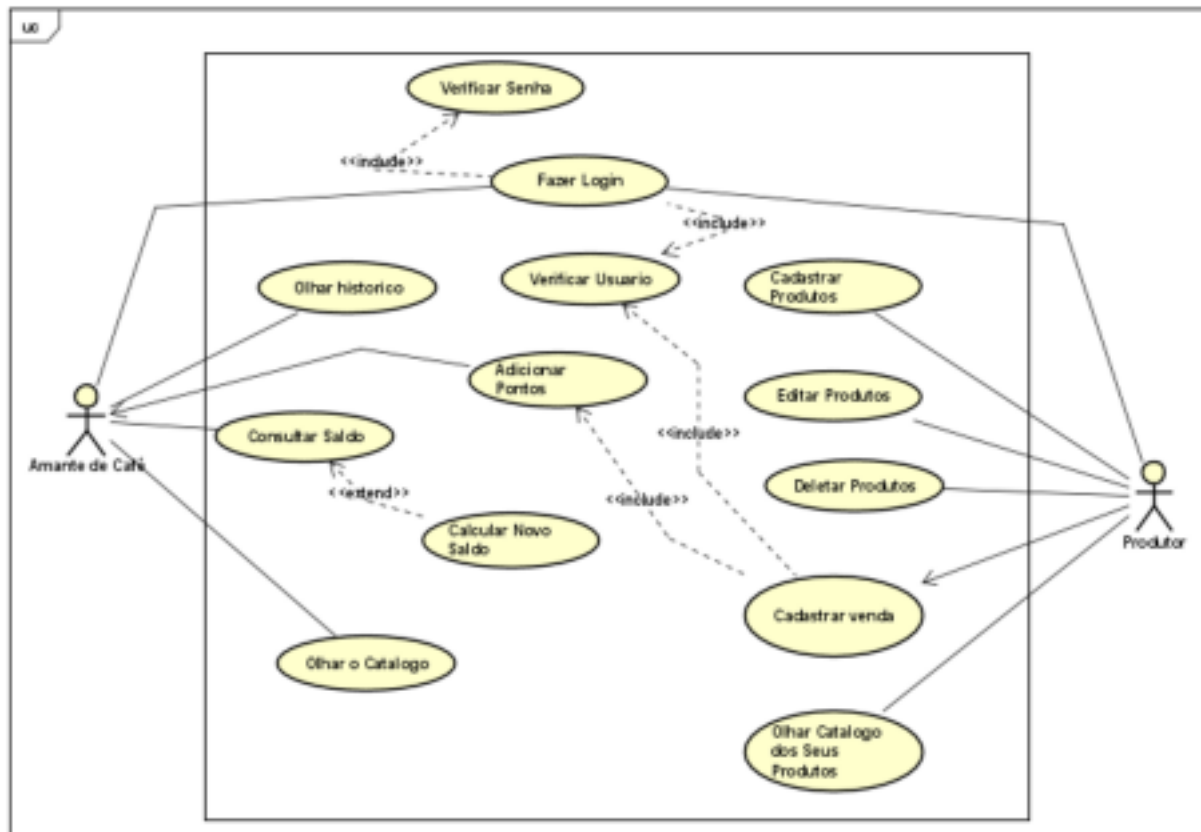 uc
Verificar Senha
<<include>>
Fazer Login
<<include>>
Verificar Usuario
Olhar historico
Cadastrar
Produtos
Adicionar
Pontos
Editar Produtos
Consultar Saldo
<<include>>
Amante de Café
Deletar Produtos
<<extend>>
<<include>>
Calcular Novo
Saldo
Produtor
Cadastrar venda
Olhar o Catalogo
Olhar Catalogo
dos Seus
Produtos